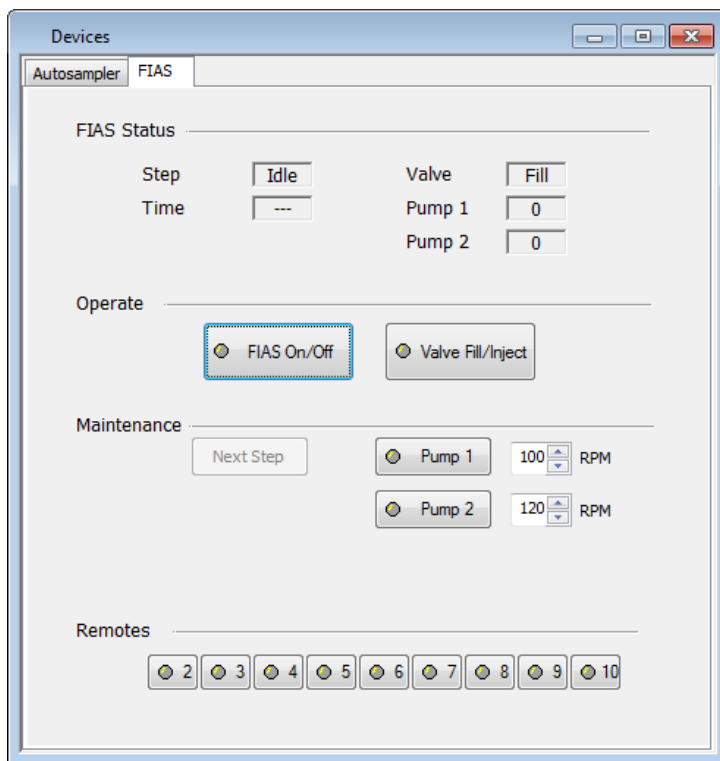 Devices
Autosampler FIAS
FIAS Status
Step Idle Valve Fill
Time --- Pump 1 0
Pump 2 0
Operate
FIAS On/Off Valve Fill/Inject
Maintenance
Next Step Pump 1 100 RPM
Pump 2 120 RPM
Remotes
2 3 4 5 6 7 8 9 10